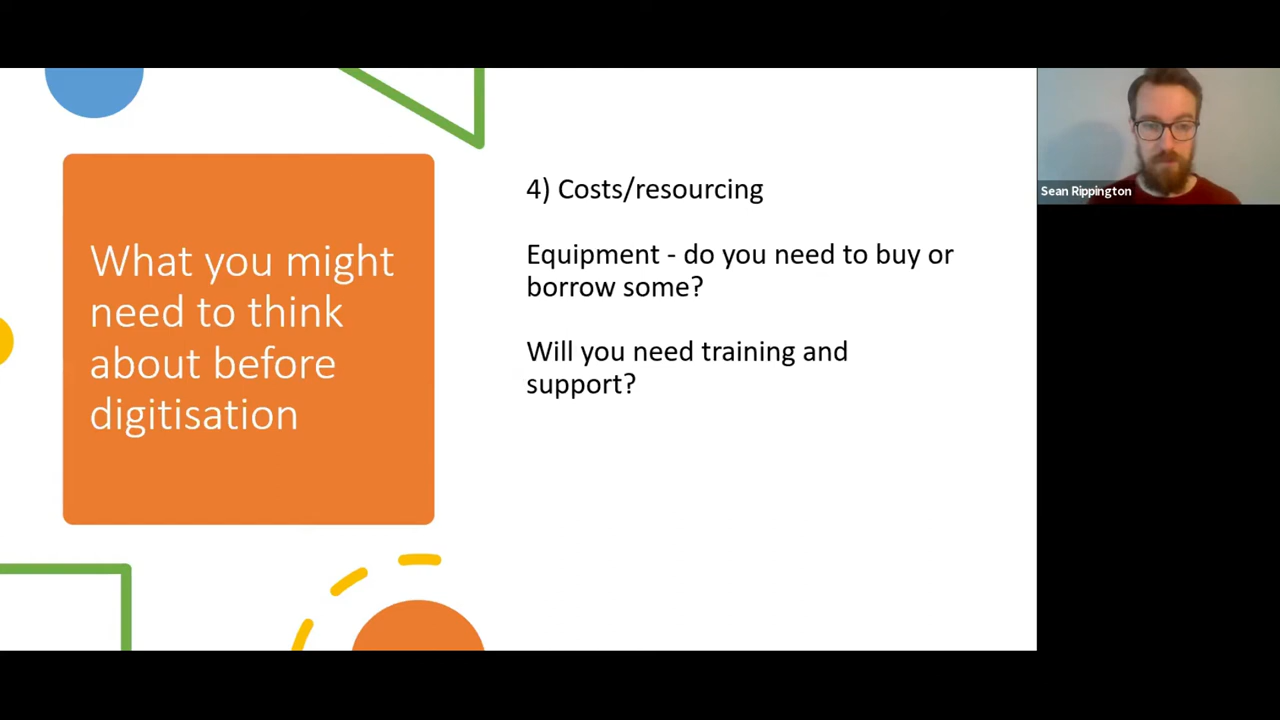 What you might
need to think
about before
digitisation
4) Costs/resourcing
Equipment - do you need to buy or
borrow some?
Will you need training and
support?
Sean Rippington